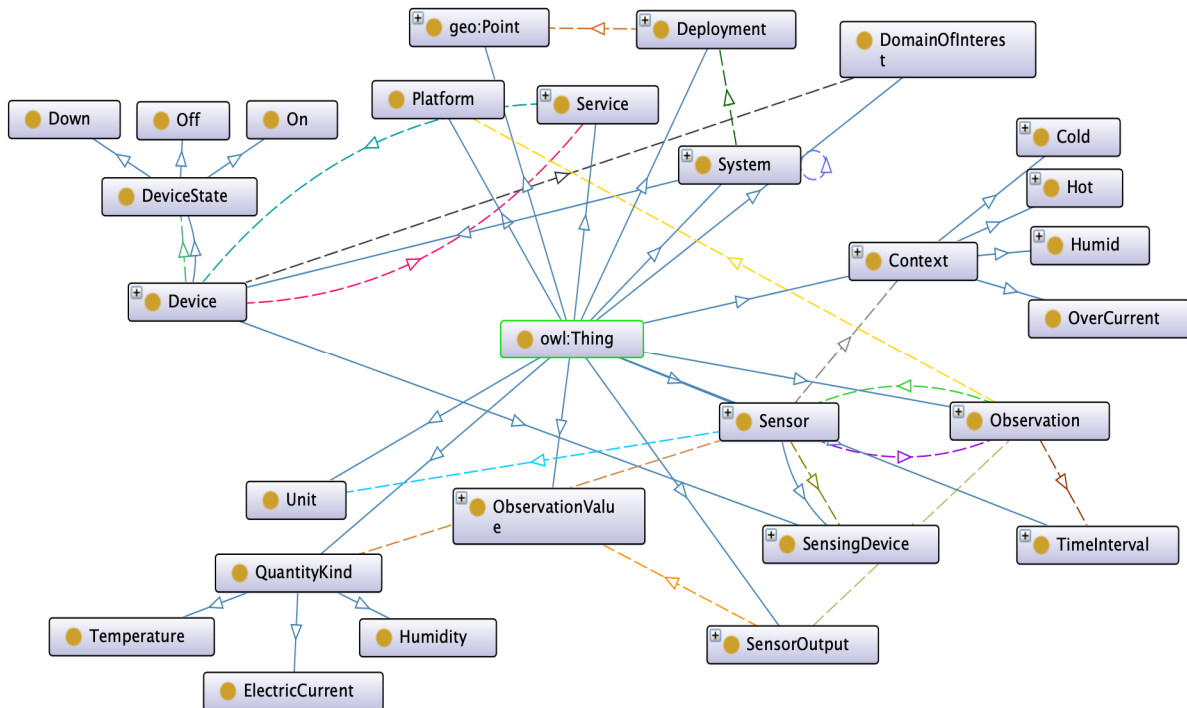 geo:Point
Deployment
DomainOfInteres
t
Platform
Service
Down
Off
On
Cold
System
Hot
DeviceState
Humid
Context
Device
OverCurrent
owl:Thing
Sensor
Observation
Unit
ObservationValu
e
SensingDevice
TimeInterval
QuantityKind
Temperature
Humidity
SensorOutput
ElectricCurrent